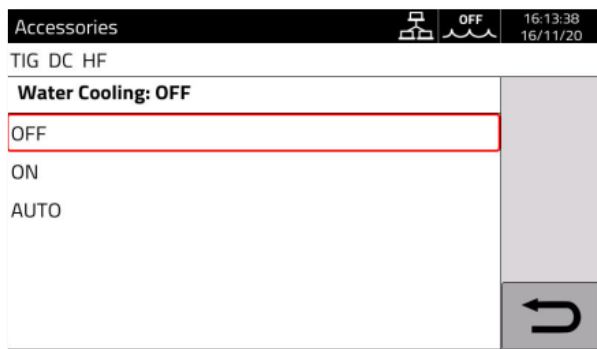 Accessories
OFF
16:13:38
16/11/20
TIG DC HF
Water Cooling: OFF
OFF
ON
AUTO